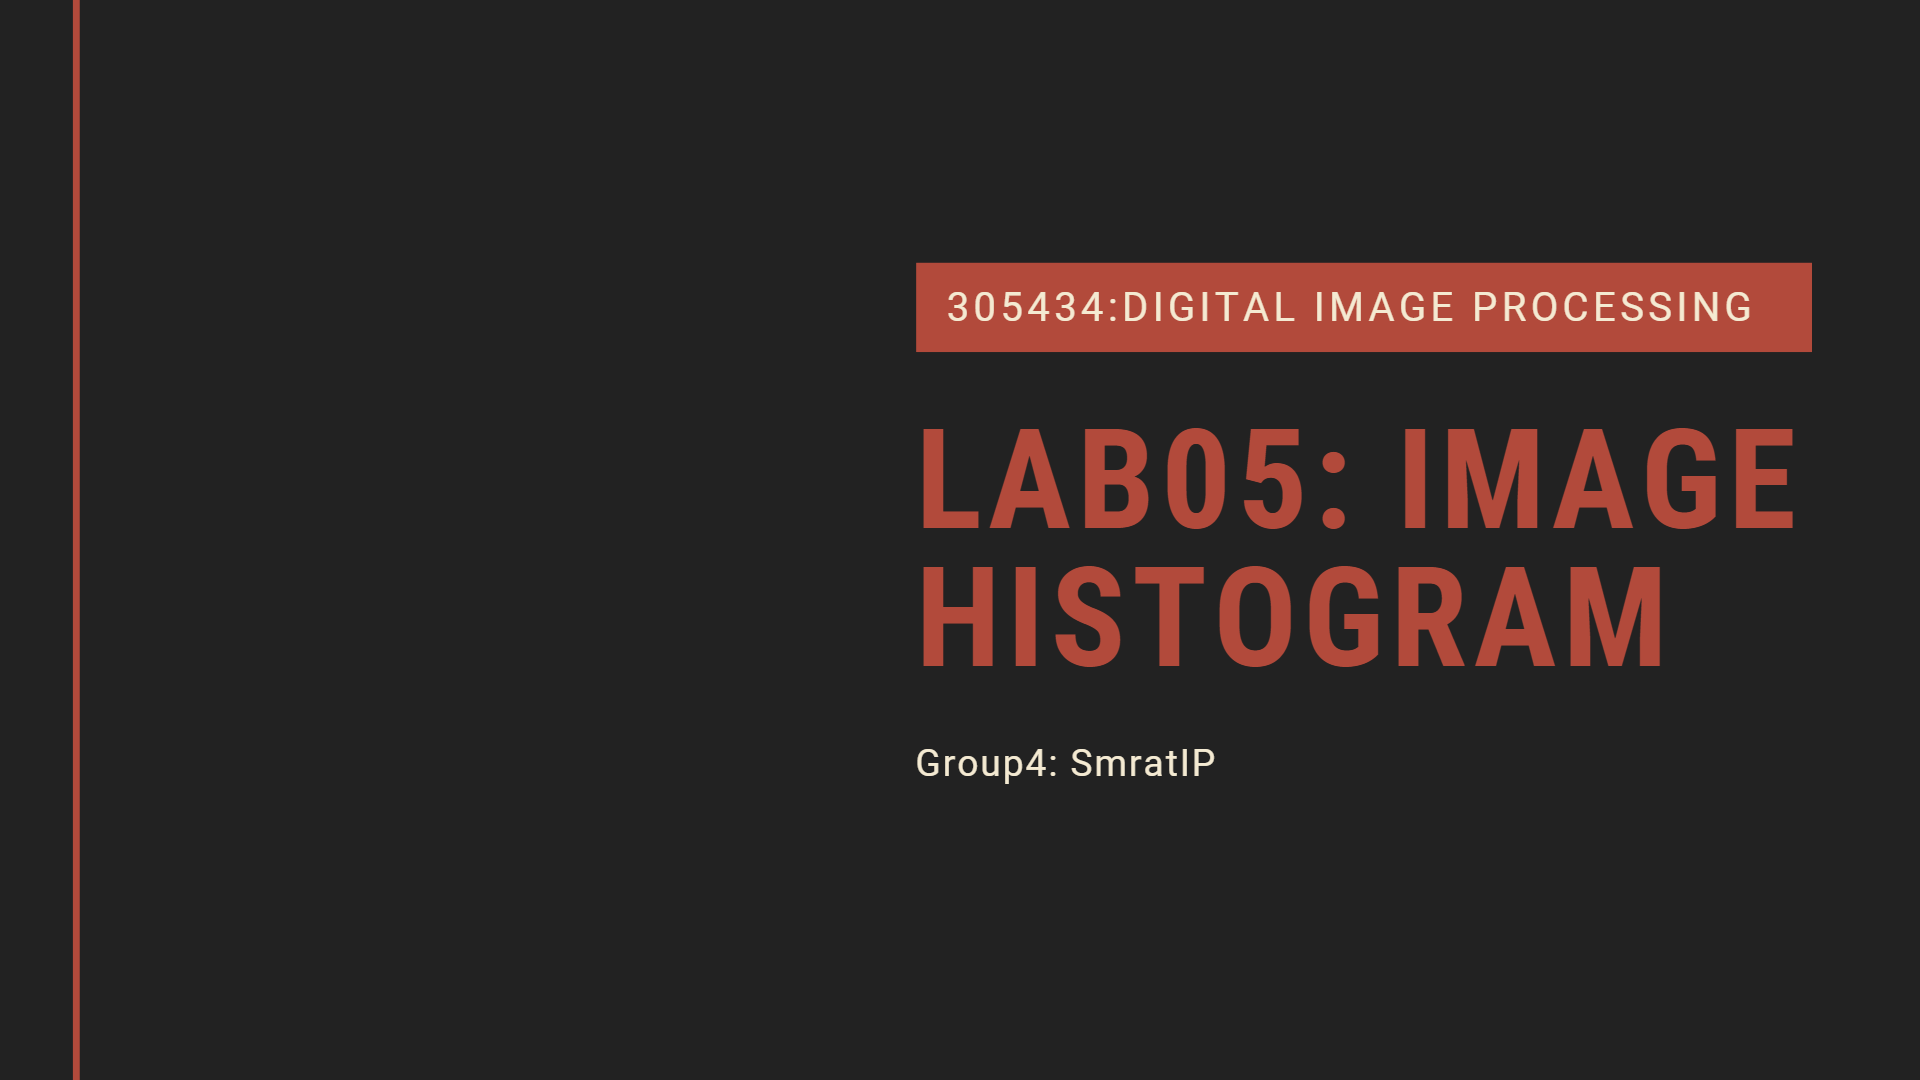 305434:DIGITAL IMAGE PROCESSING
LAB05: IMAGE
HISTOGRAM
Group4: SmratIP